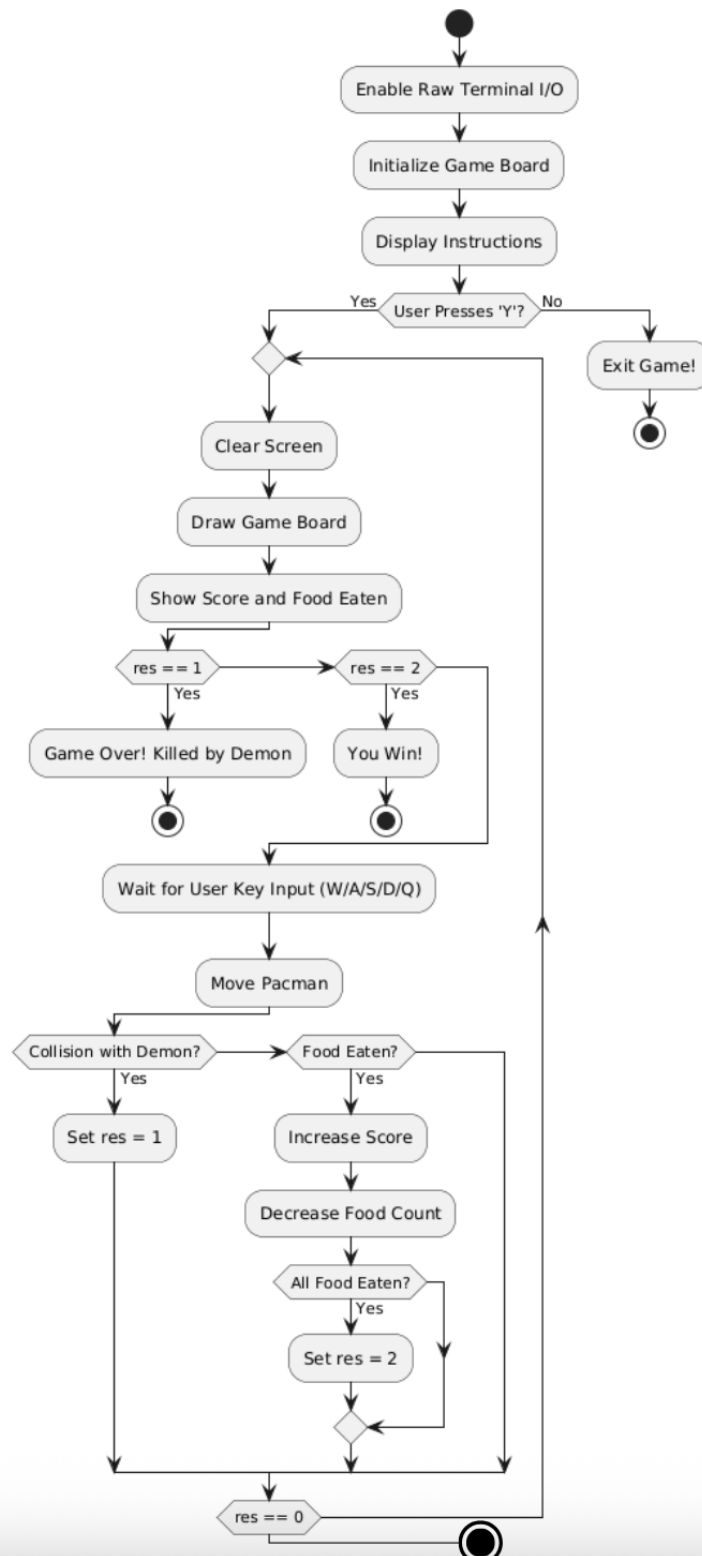 Enable Raw Terminal I/O
Initialize Game Board
Display Instructions
Yes
User Presses 'Y'?
No
Exit Game!
Clear Screen
Draw Game Board
Show Score and Food Eaten
res == 1
res == 2
Yes
Yes
Game Over! Killed by Demon
You Win!
Wait for User Key Input (W/A/S/D/Q)
Move Pacman
Collision with Demon?
Food Eaten?
Yes
Yes
Set res = 1
Increase Score
Decrease Food Count
All Food Eaten?
Yes
Set res = 2
res == 0